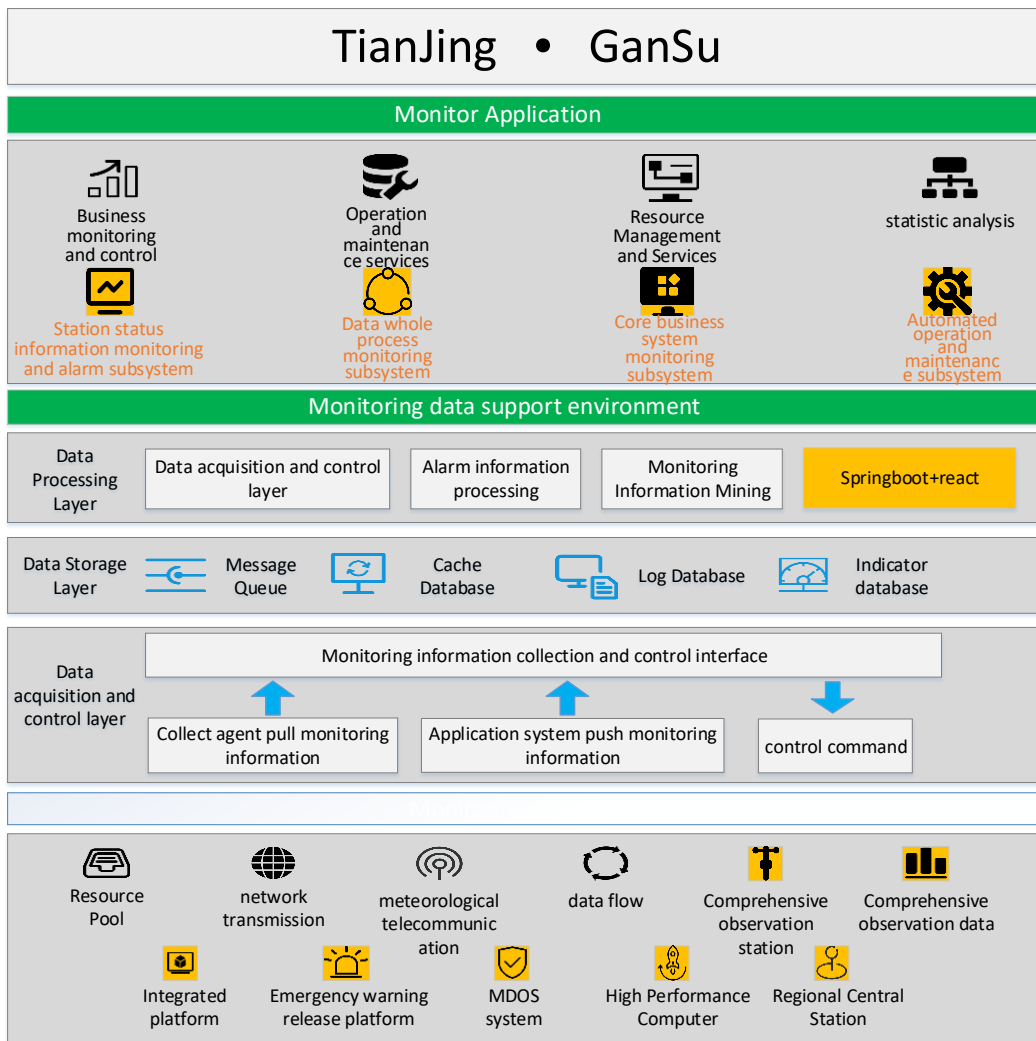 TianJing • GanSu
Monitor Application
Business
monitoring
and control
Operation
and
maintenan
ce services
Resource
Management
and Services
statistic analysis
Station status
information monitoring
and alarm subsystem
Data whole
process
monitoring
subsystem
Core business
system
monitoring
subsystem
Automated
operation
and
maintenanc
e subsystem
Monitoring data support environment
Data
Processing
Layer
Data acquisition and control
layer
Alarm information
processing
Monitoring
Information Mining
Springboot+react
Data Storage
Layer
Message
Queue
Cache
Database
Log Database
Indicator
database
Data
acquisition and
control layer
Monitoring information collection and control interface
Collect agent pull monitoring
information
Application system push monitoring
information
control command
Resource
Pool
network
transmission
meteorological
telecommunic
ation
data flow
Comprehensive
observation
station
Comprehensive
observation data
Integrated
platform
Emergency warning
release platform
MDOS
system
High Performance
Computer
Regional Central
Station